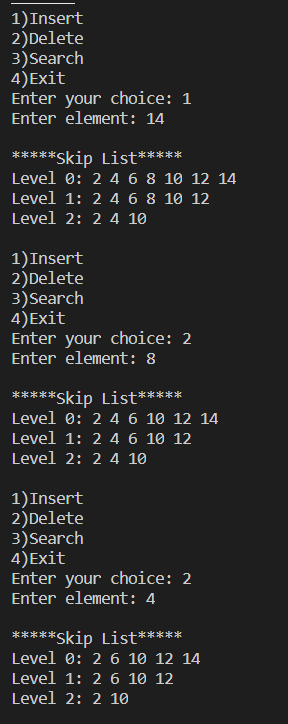 1)Insert
2)Delete
3)Search
4)Exit
Enter your choice: 1
Enter element: 14
*****Skip List*****
Level 0: 2 4 6 8 10 12 14
Level 1: 2 4 6 8 10 12
Level 2: 2 4 10
1)Insert
2)Delete
3)Search
4)Exit
Enter your choice: 2
Enter element: 8
*****Skip List*****
Level 0: 2 4 6 10 12 14
Level 1: 2 4 6 10 12
Level 2: 2 4 10
1)Insert
2)Delete
3)Search
4)Exit
Enter your choice: 2
Enter element: 4
*****Skip List*****
Level 0: 2 6 10 12 14
Level 1: 2 6 10 12
Level 2: 2 10